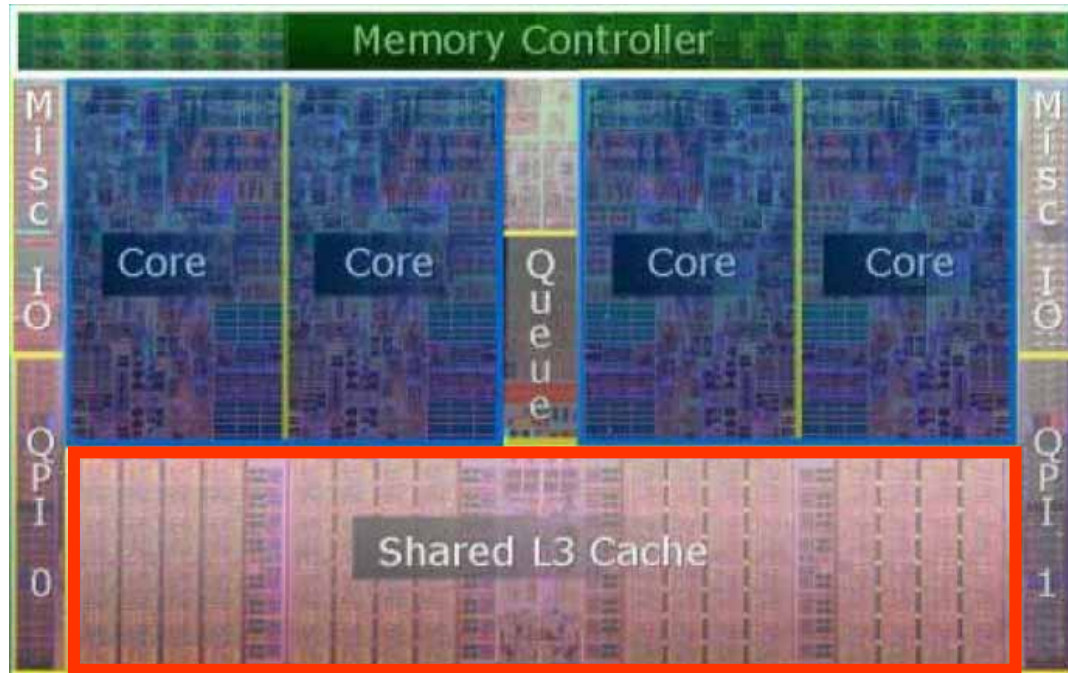 Memory Controller
Misc IO
Core
Core
Queue
Core
Core
Misc IO
QPI 0
Shared L3 Cache
QPI 1